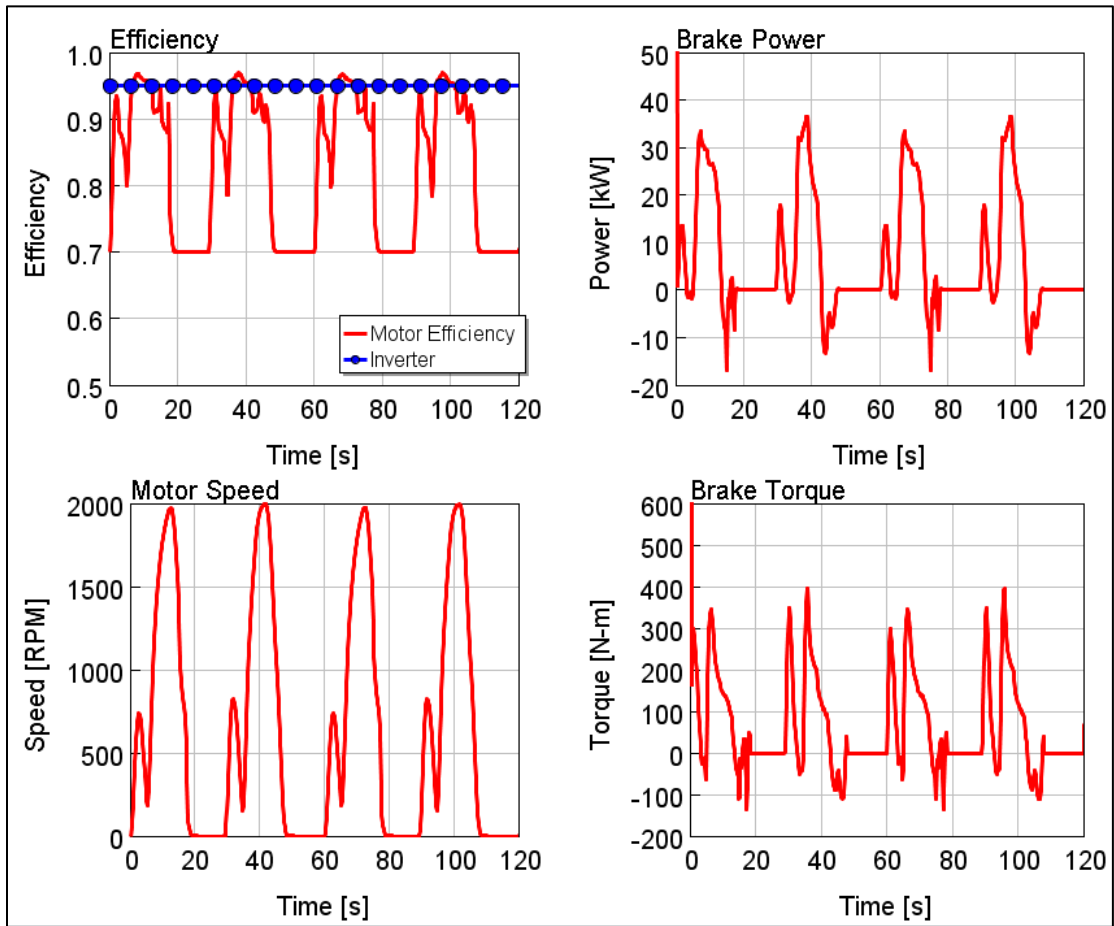 Efficiency
1.0
0.9
0.8
0.7
0.6
0.5
Efficiency
Motor Efficiency
Inverter
0 20 40 60 80 100 120
Time [s]
Brake Power
50
40
30
20
10
0
-10
-20
Power [kW]
0 20 40 60 80 100 120
Time [s]
Motor Speed
2000
1500
1000
500
0
Speed [RPM]
0 20 40 60 80 100 120
Time [s]
Brake Torque
600
500
400
300
200
100
0
-100
-200
Torque [N-m]
0 20 40 60 80 100 120
Time [s]